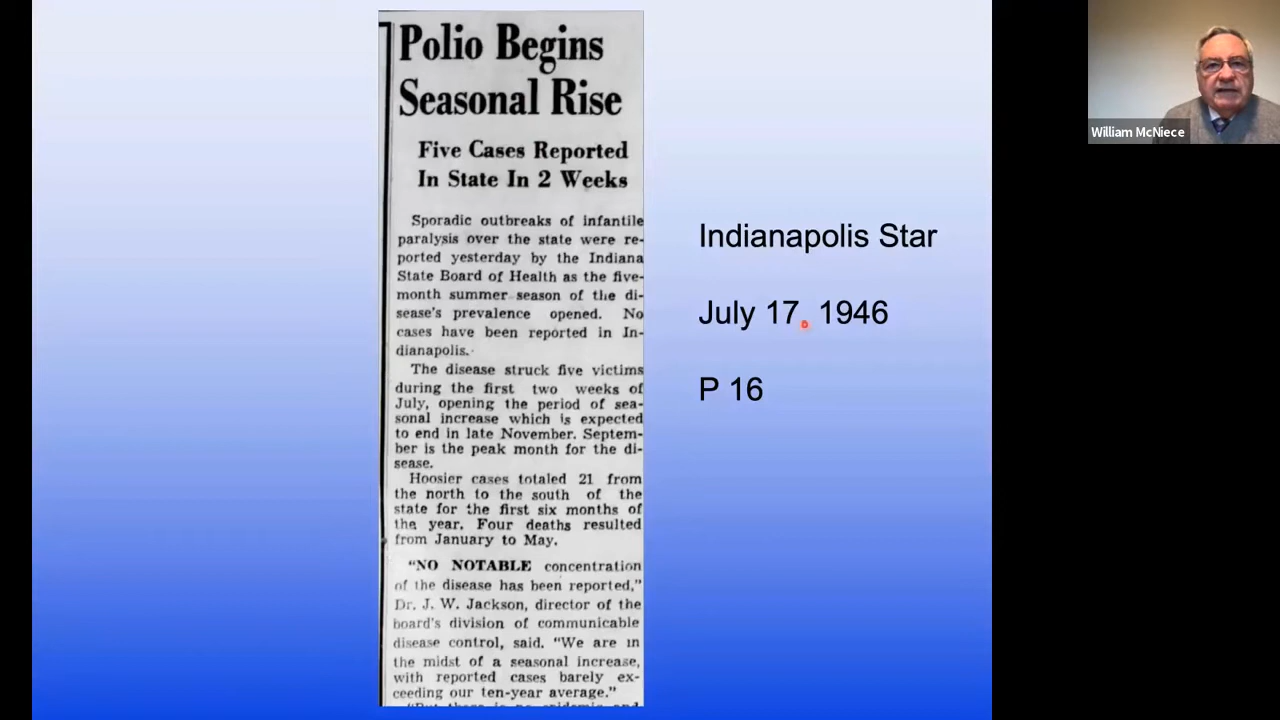 Polio Begins
Seasonal Rise
Five Cases Reported
In State In 2 Weeks
Sporadic outbreaks of infantile
paralysis over the state were re-
ported yesterday by the Indiana
State Board of Health as the five-
month summer season of the di-
sease's prevalence opened. No
cases have been reported in In-
dianapolis.
The disease struck five victims
during the first two weeks of
July, opening the period of sea-
sonal increase which is expected
to end in late November. Septem-
ber is the peak month for the di-
sease.
Hoosier cases totaled 21 from
the north to the south of the
state for the first six months of
the year. Four deaths resulted
from January to May.
"NO NOTABLE concentration
of the disease has been reported,"
Dr. J. W. Jackson, director of the
board's division of communicable
disease control, said. "We are in
the midst of a seasonal increase,
with reported cases barely ex-
ceeding our ten-year average."
"But there is no epidemic and
Indianapolis Star
July 17, 1946
P 16
William McNiece